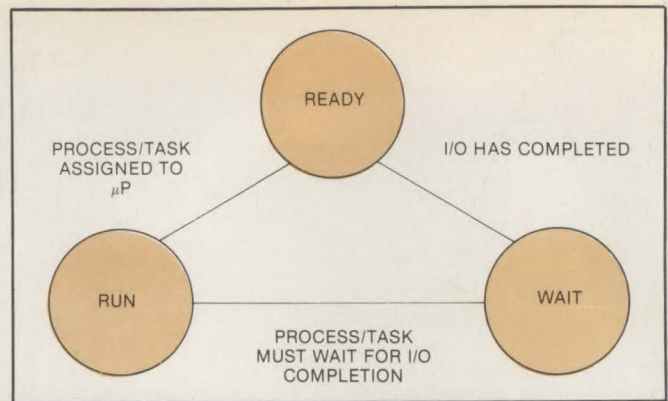 READY
PROCESS/TASK
ASSIGNED TO
μP
I/O HAS COMPLETED
RUN
WAIT
PROCESS/TASK
MUST WAIT FOR I/O
COMPLETION